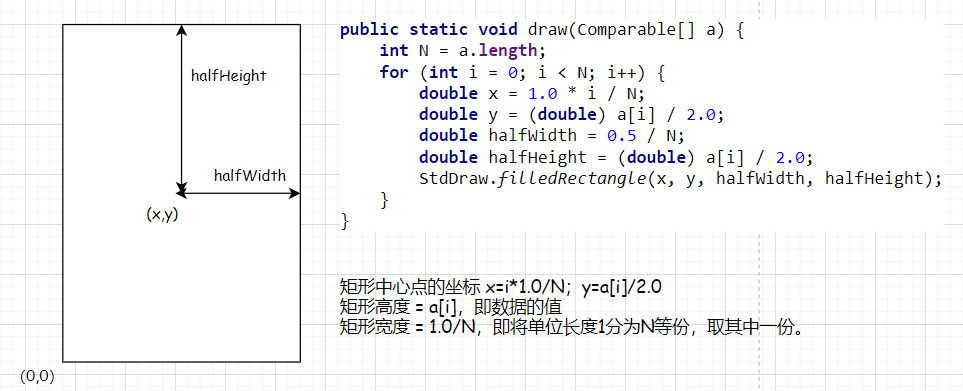 halfHeight
halfWidth
(x,y)
(0,0)
public static void draw(Comparable[] a) {
    int N = a.length;
    for (int i = 0; i < N; i++) {
        double x = 1.0 * i / N;
        double y = (double) a[i] / 2.0;
        double halfWidth = 0.5 / N;
        double halfHeight = (double) a[i] / 2.0;
        StdDraw.filledRectangle(x, y, halfWidth, halfHeight);
    }
}
矩形中心点的坐标 x=i*1.0/N；y=a[i]/2.0
矩形高度 = a[i]，即数据的值
矩形宽度 = 1.0/N，即将单位长度1分为N等份，取其中一份。